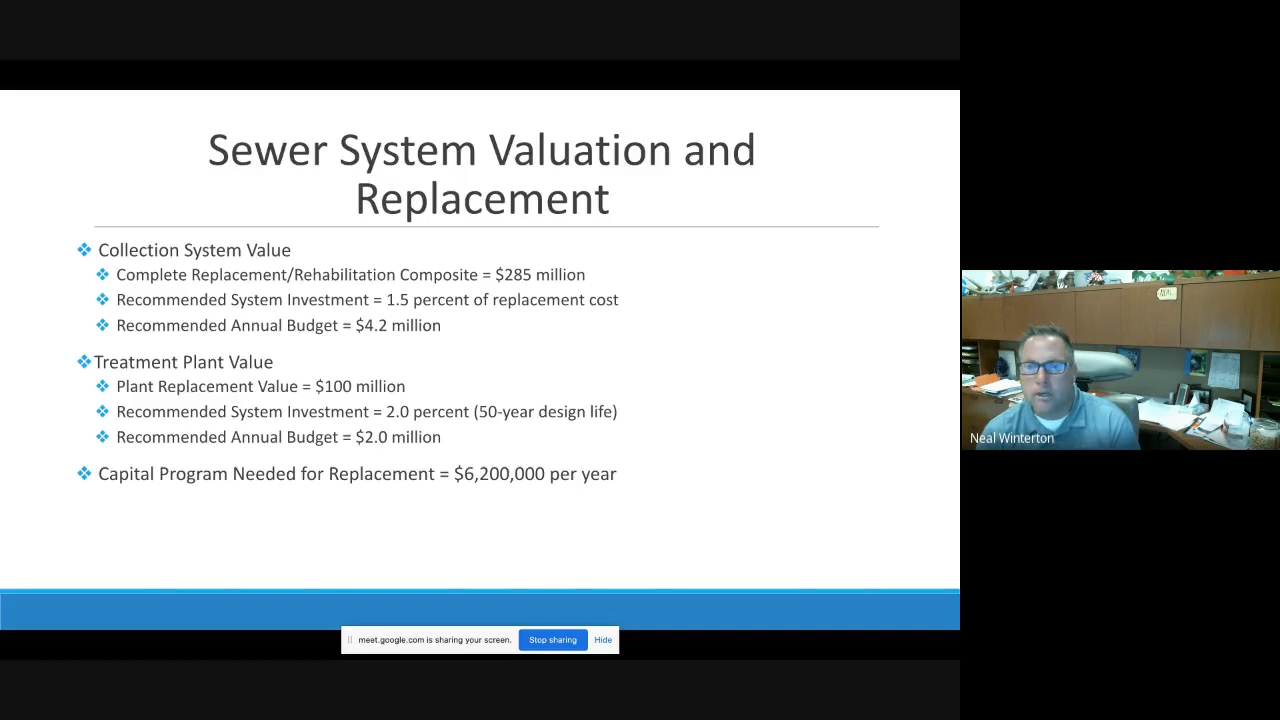 Sewer System Valuation and
Replacement
Collection System Value
Complete Replacement/Rehabilitation Composite = $285 million
Recommended System Investment = 1.5 percent of replacement cost
Recommended Annual Budget = $4.2 million
Treatment Plant Value
Plant Replacement Value = $100 million
Recommended System Investment = 2.0 percent (50-year design life)
Recommended Annual Budget = $2.0 million
Capital Program Needed for Replacement = $6,200,000 per year
Neal Winterton
meet.google.com is sharing your screen.
Stop sharing
Hide